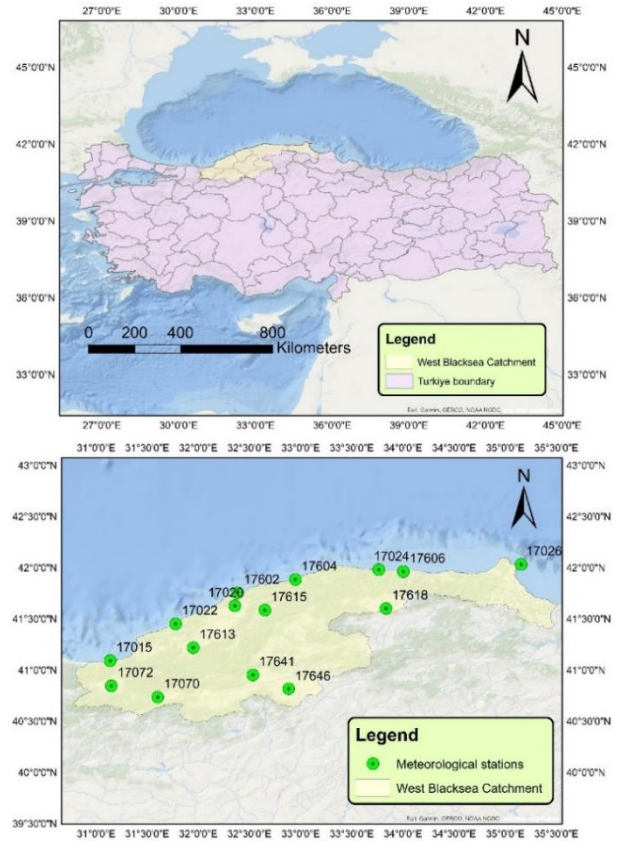 27°0'0"E 30°0'0"E 33°0'0"E 36°0'0"E 39°0'0"E 42°0'0"E 45°0'0"E
N
45°0'0"N 45°0'0"N
42°0'0"N 42°0'0"N
39°0'0"N 39°0'0"N
36°0'0"N 36°0'0"N
0 200 400 800
Kilometers
Legend
West Blacksea Catchment
Turkiye boundary
33°0'0"N 33°0'0"N
Esri, Garmin, GEBCO, NOAA NGDC,
27°0'0"E 30°0'0"E 33°0'0"E 36°0'0"E 39°0'0"E 42°0'0"E 45°0'0"E
31°0'0"E 31°30'0"E 32°0'0"E 32°30'0"E 33°0'0"E 33°30'0"E 34°0'0"E 34°30'0"E 35°0'0"E 35°30'0"E
43°0'0"N 43°0'0"N
N
42°30'0"N 42°30'0"N
17026
42°0'0"N 17602 17604 17024 17606 42°0'0"N
17020
17022 17615 17618
41°30'0"N 41°30'0"N
17613
17015
41°0'0"N 17072 17641 17646 41°0'0"N
17070
40°30'0"N 40°30'0"N
Legend
Meteorological stations
West Blacksea Catchment
40°0'0"N 40°0'0"N
Esri, Garmin, GEBCO, NOAA NGDC,
39°30'0"N 39°30'0"N
31°0'0"E 31°30'0"E 32°0'0"E 32°30'0"E 33°0'0"E 33°30'0"E 34°0'0"E 34°30'0"E 35°0'0"E 35°30'0"E